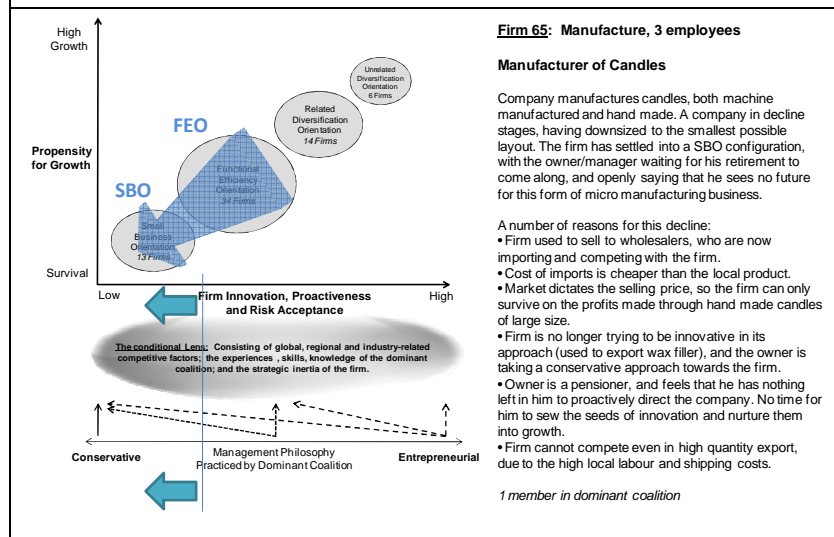 High
Growth
Propensity
for Growth
Survival
FEO
SBO
Unrelated
Diversification
Orientation
6 Firms
Related
Diversification
Orientation
14 Firms
Functional
Efficiency
Orientation
34 Firms
Small
Business
Orientation
13 Firms
Low
Firm Innovation, Proactiveness
and Risk Acceptance
High
The conditional Lens: Consisting of global, regional and industry-related
competitive factors; the experiences , skills, knowledge of the dominant
coalition; and the strategic inertia of the firm.
Conservative
Management Philosophy
Practiced by Dominant Coalition
Entrepreneurial
Firm 65: Manufacture, 3 employees
Manufacturer of Candles
Company manufactures candles, both machine
manufactured and hand made. A company in decline
stages, having downsized to the smallest possible
layout. The firm has settled into a SBO configuration,
with the owner/manager waiting for his retirement to
come along, and openly saying that he sees no future
for this form of micro manufacturing business.
A number of reasons for this decline:
•Firm used to sell to wholesalers, who are now
importing and competing with the firm.
•Cost of imports is cheaper than the local product.
•Market dictates the selling price, so the firm can only
survive on the profits made through hand made candles
of large size.
•Firm is no longer trying to be innovative in its
approach (used to export wax filler), and the owner is
taking a conservative approach towards the firm.
•Owner is a pensioner, and feels that he has nothing
left in him to proactively direct the company. No time for
him to sew the seeds of innovation and nurture them
into growth.
•Firm cannot compete even in high quantity export,
due to the high local labour and shipping costs.
1 member in dominant coalition